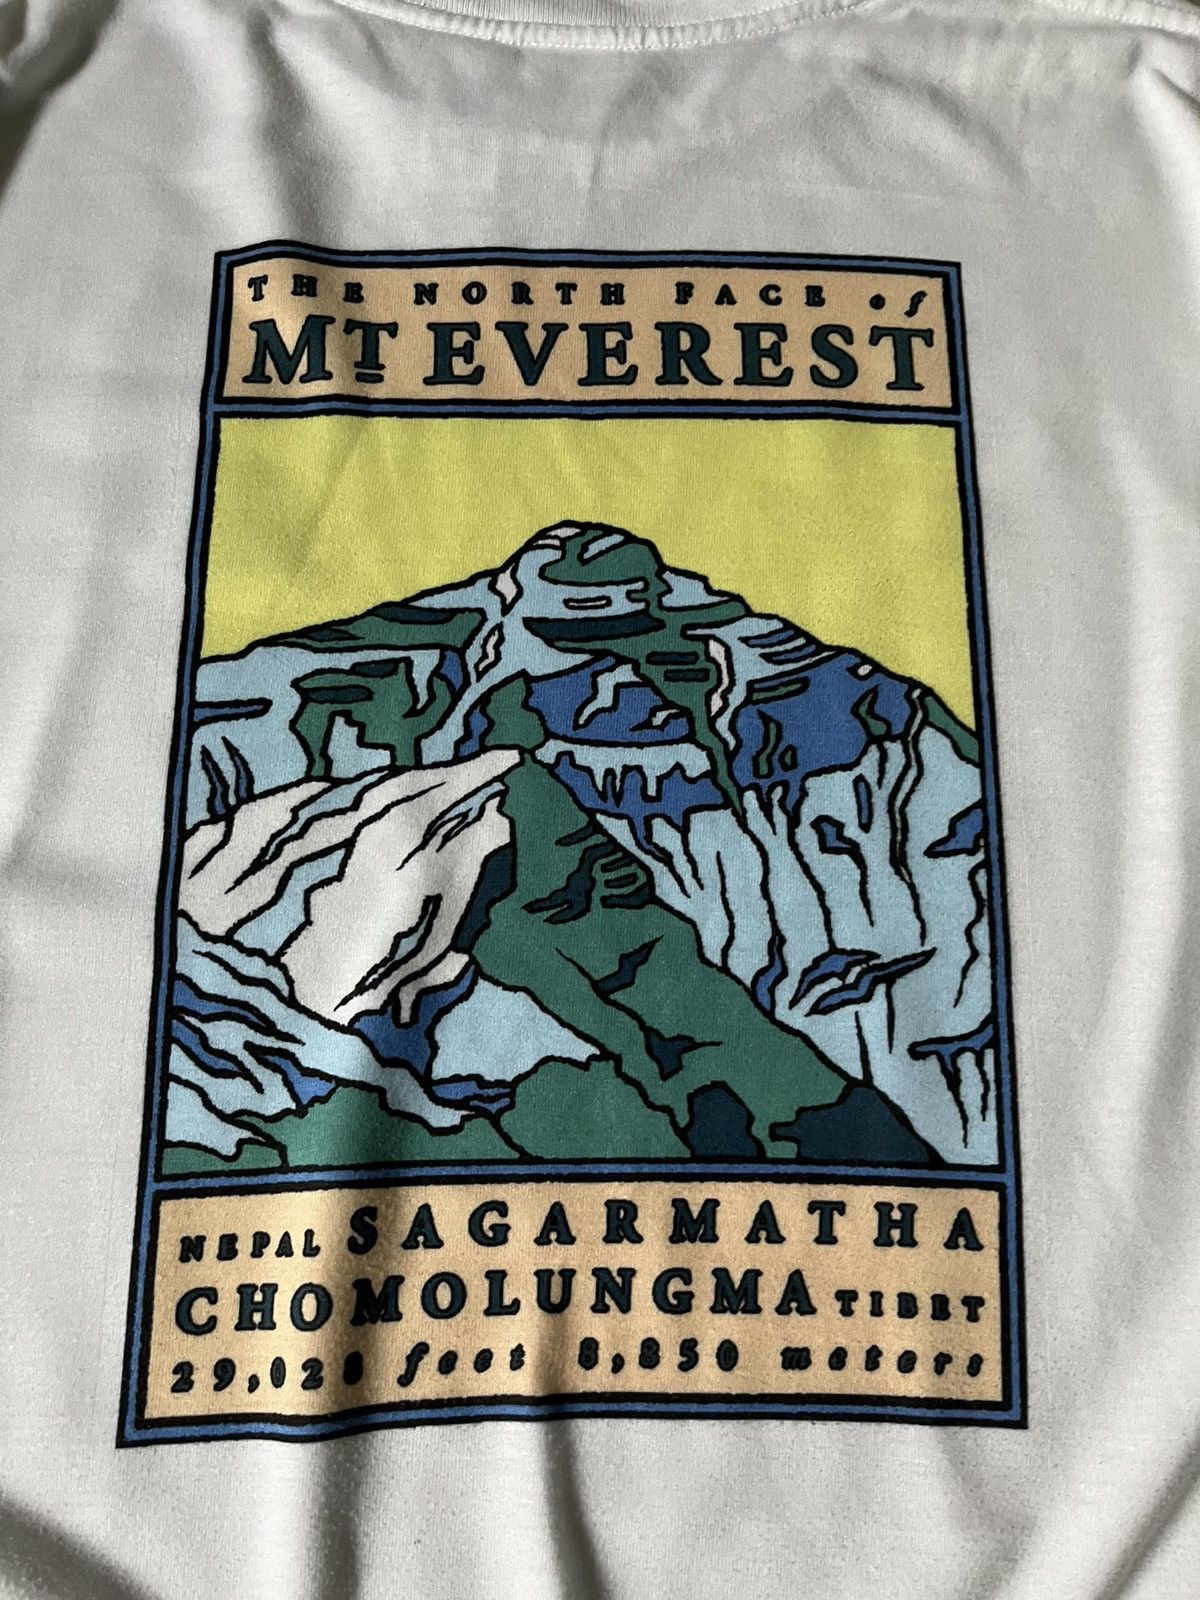 THE NORTH FACE of
MT EVEREST
NEPAL SAGARMATHA
CHOMOLUNGMA TIBET
29,028 feet 8,850 meters